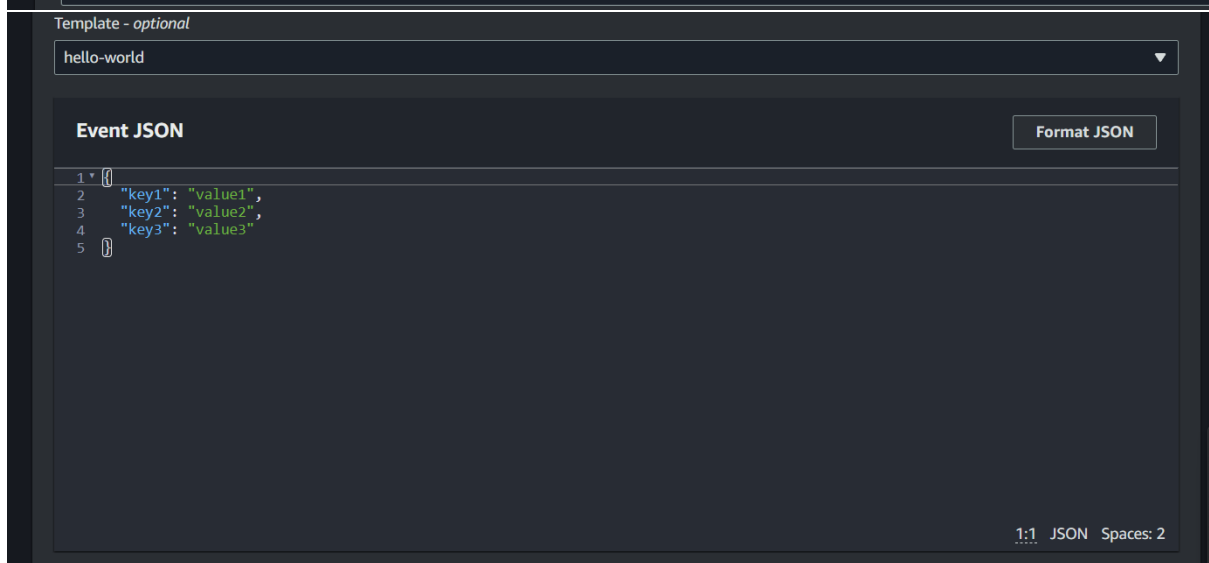 Template - optional
hello-world
Event JSON
Format JSON
1 {
2 "key1": "value1",
3 "key2": "value2",
4 "key3": "value3"
5 }
1:1 JSON Spaces: 2